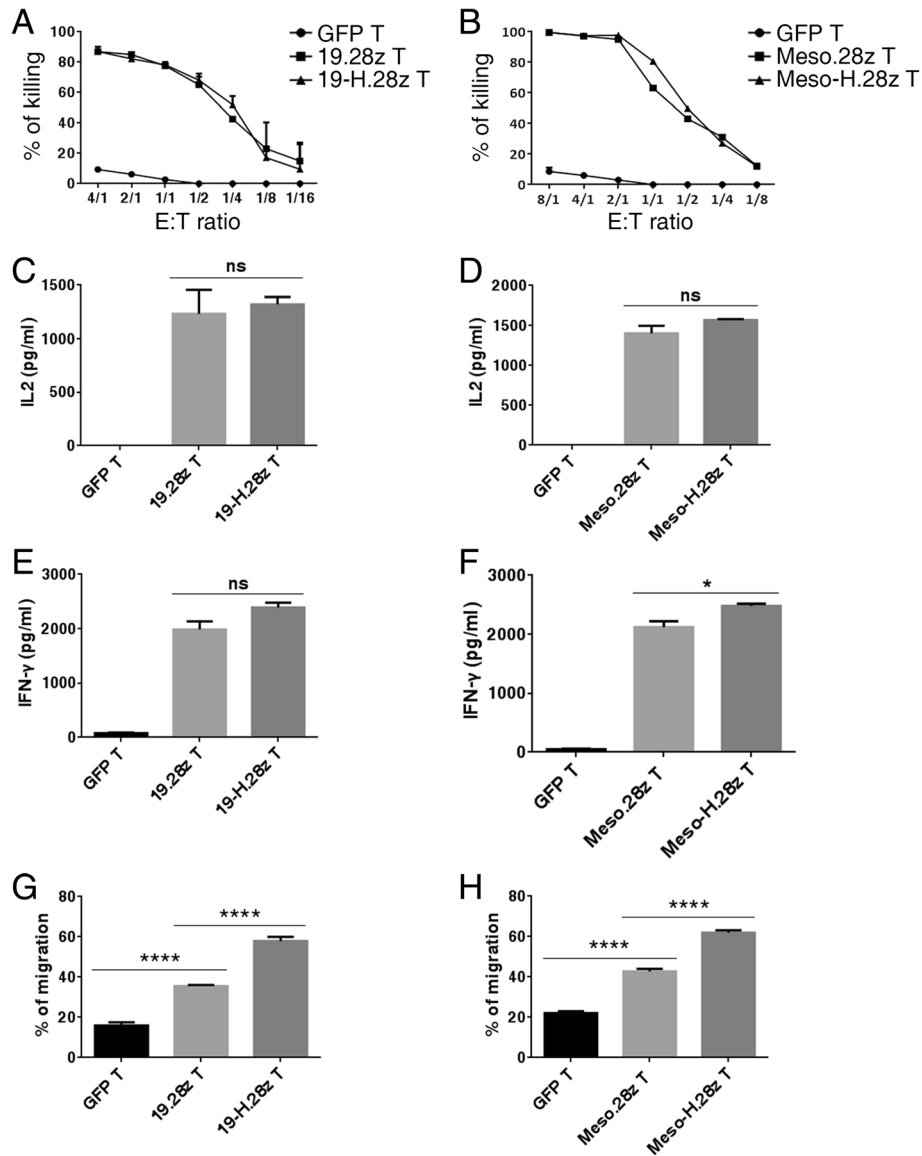 A
% of killing
100
80
60
40
20
0
4/1 2/1 1/1 1/2 1/4 1/8 1/16
E:T ratio
GFP T
19.28z T
19-H.28z T
B
% of killing
100
80
60
40
20
0
8/1 4/1 2/1 1/1 1/2 1/4 1/8
E:T ratio
GFP T
Meso.28z T
Meso-H.28z T
C
IL2 (pg/ml)
1500
1000
500
0
ns
GFP T
19.28z T
19-H.28z T
D
IL2 (pg/ml)
2000
1500
1000
500
0
ns
GFP T
Meso.28z T
Meso-H.28z T
E
IFN-γ (pg/ml)
3000
2000
1000
0
ns
GFP T
19.28z T
19-H.28z T
F
IFN-γ (pg/ml)
3000
2000
1000
0
*
GFP T
Meso.28z T
Meso-H.28z T
G
% of migration
80
60
40
20
0
****
****
GFP T
19.28z T
19-H.28z T
H
% of migration
80
60
40
20
0
****
****
GFP T
Meso.28z T
Meso-H.28z T